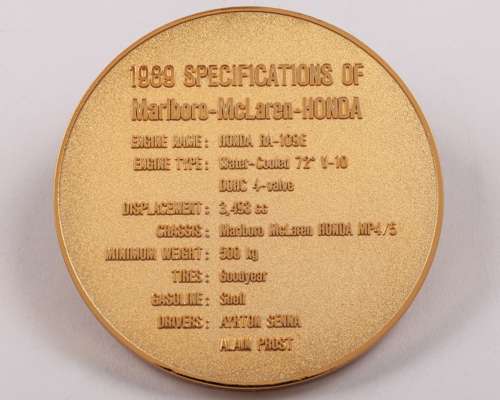 1989 SPECIFICATIONS OF
Marlboro-McLaren-HONDA
ENGINE NAME: HONDA RA-109E
ENGINE TYPE: Water-Cooled 72° V-10
DOHC 4-valve
DISPLACEMENT: 3,493 cc
CHASSIS: Marlboro McLaren HONDA MP4/5
MINIMUM WEIGHT: 500 kg
TIRES: Goodyear
GASOLINE: Shell
DRIVERS: AYRTON SENNA
ALAIN PROST